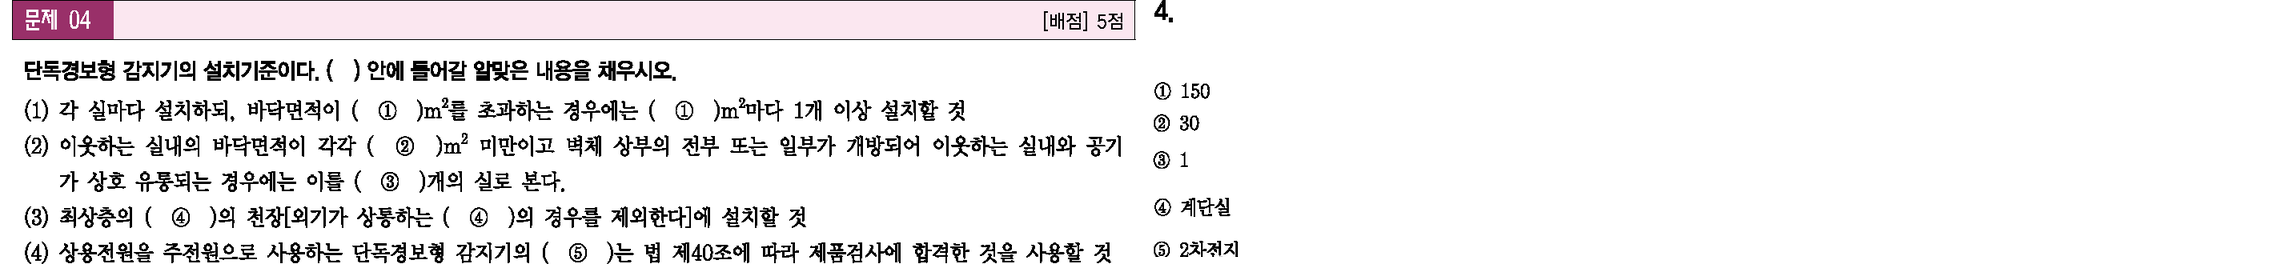 문제 04
[배점] 5점
단독경보형 감지기의 설치기준이다. (   ) 안에 들어갈 알맞은 내용을 채우시오.
(1) 각 실마다 설치하되, 바닥면적이 ( ① )m²를 초과하는 경우에는 ( ① )m²마다 1개 이상 설치할 것
(2) 이웃하는 실내의 바닥면적이 각각 ( ② )m² 미만이고 벽체 상부의 전부 또는 일부가 개방되어 이웃하는 실내와 공기
가 상호 유통되는 경우에는 이를 ( ③ )개의 실로 본다.
(3) 최상층의 ( ④ )의 천장[외기가 상통하는 ( ④ )의 경우를 제외한다]에 설치할 것
(4) 상용전원을 주전원으로 사용하는 단독경보형 감지기의 ( ⑤ )는 법 제40조에 따라 제품검사에 합격한 것을 사용할 것
4.
① 150
② 30
③ 1
④ 계단실
⑤ 2차전지